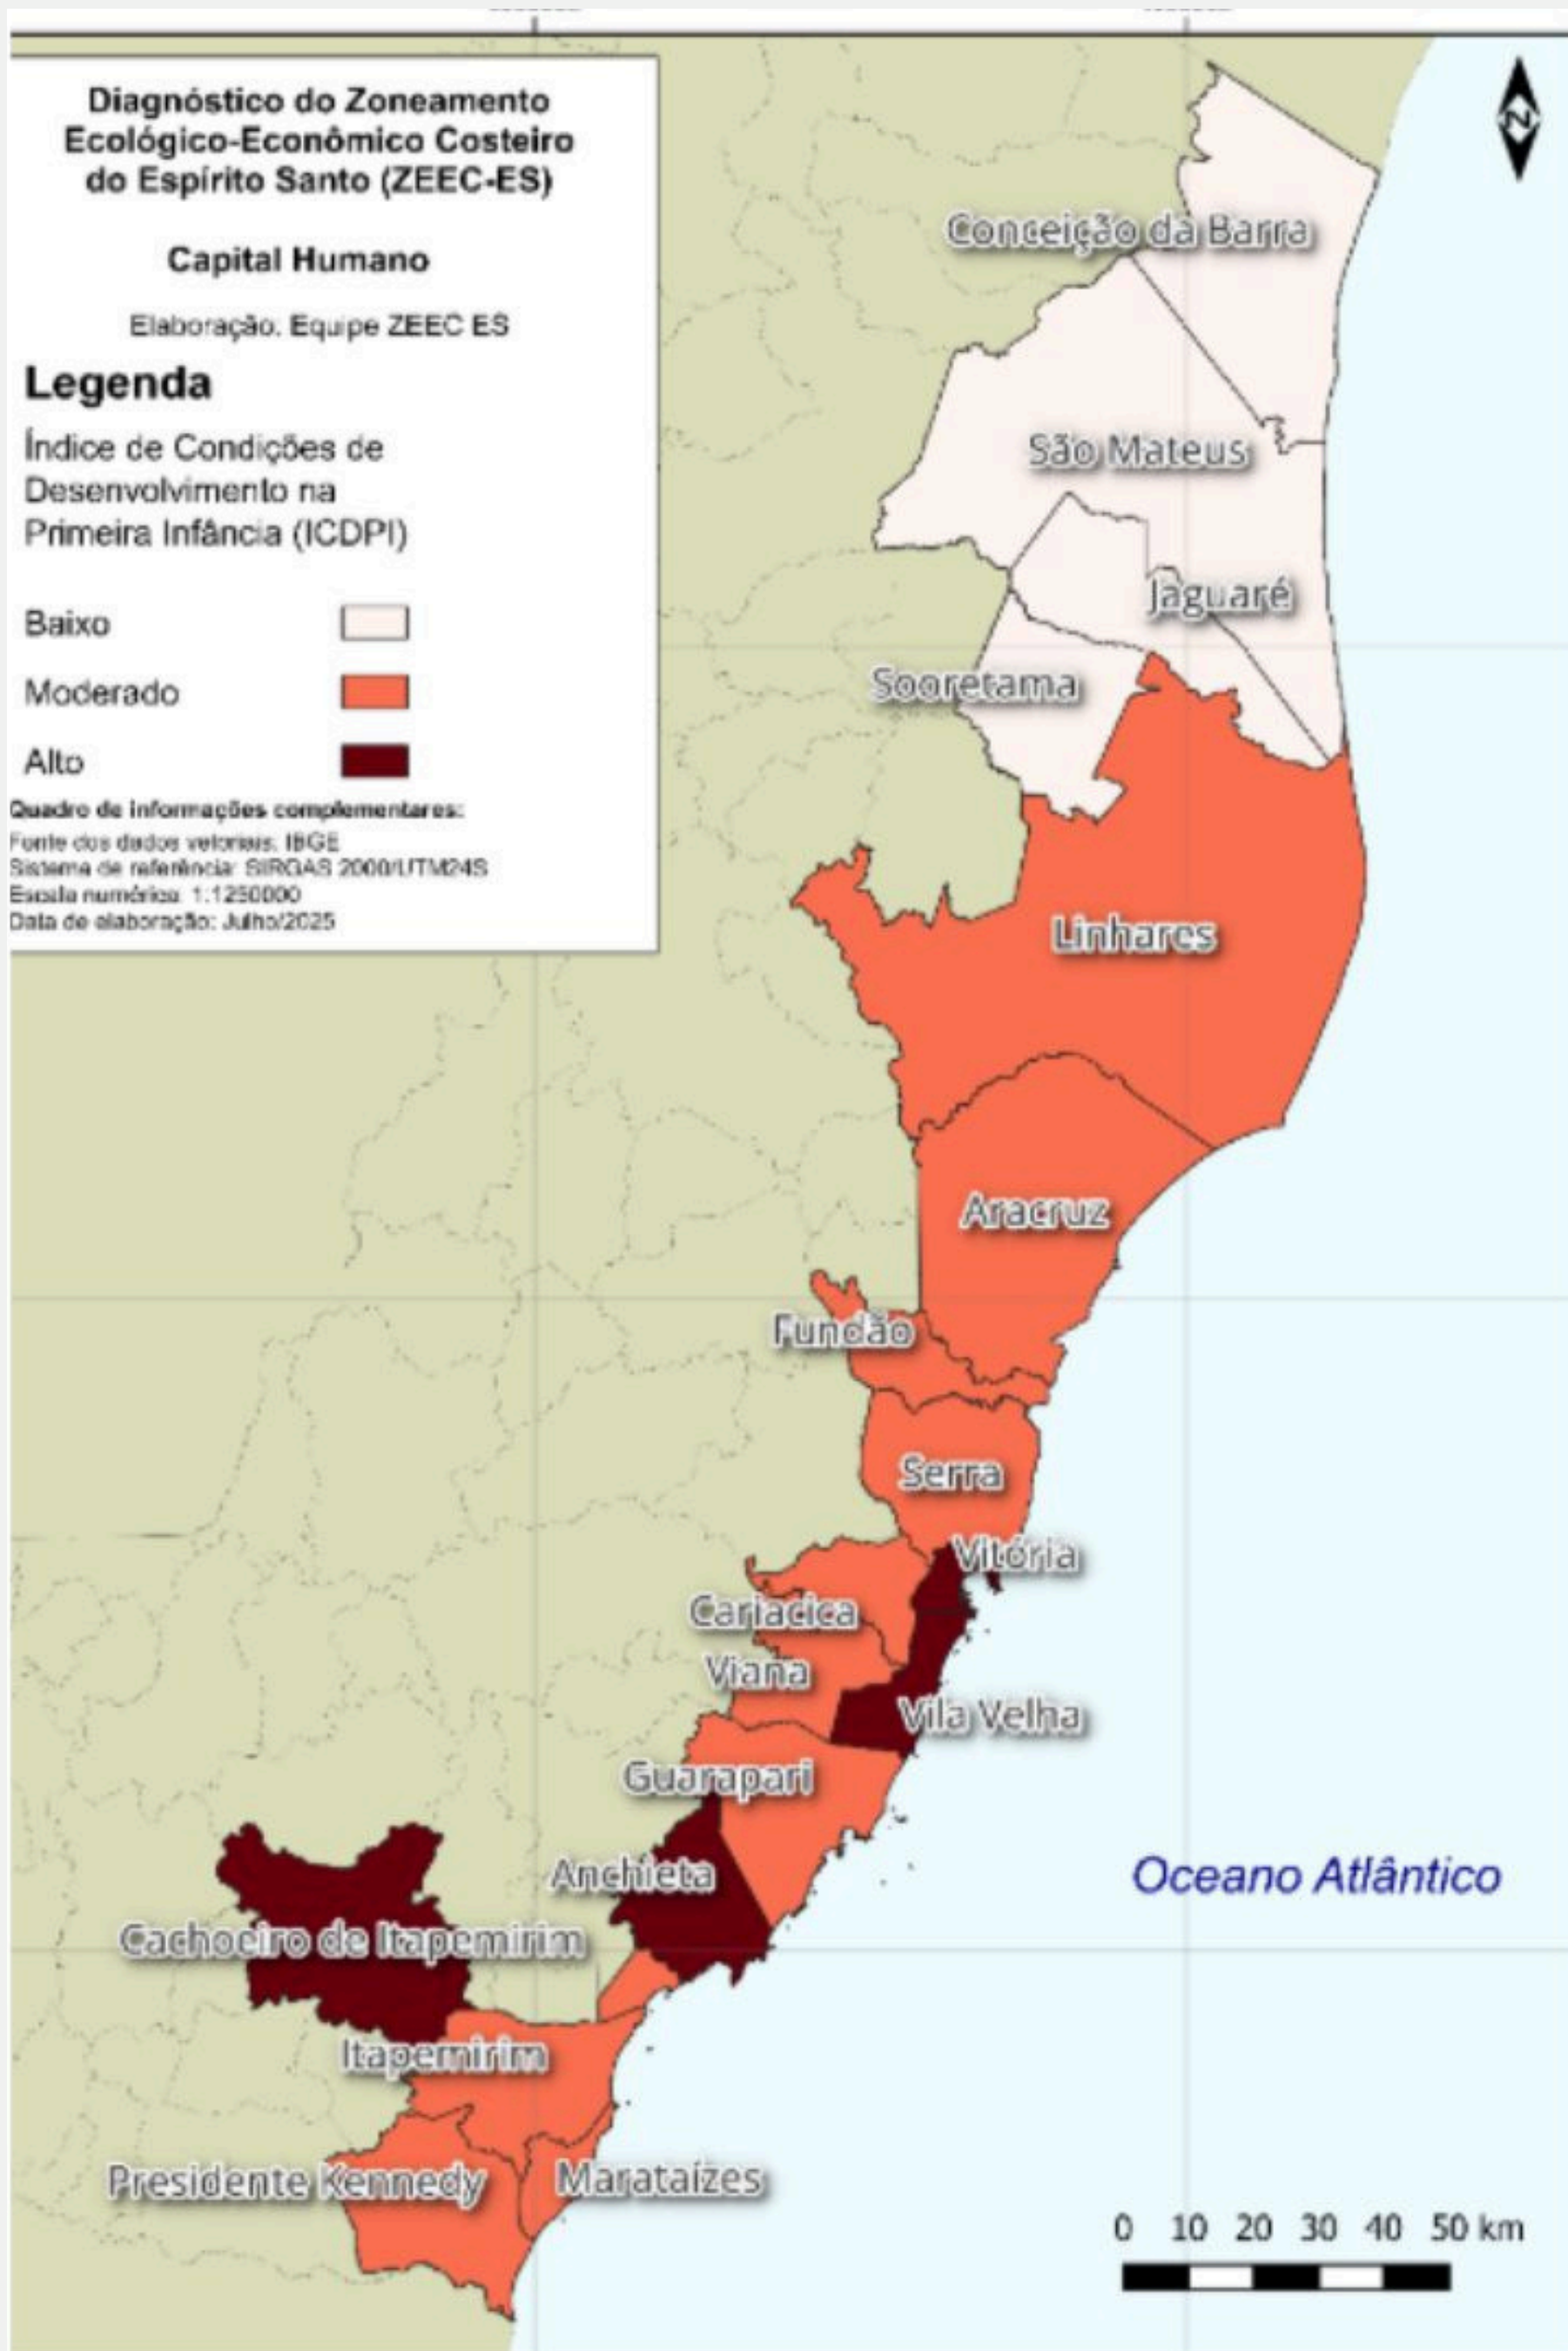 Diagnóstico do Zoneamento
Ecológico-Econômico Costeiro
do Espírito Santo (ZEEC-ES)
Capital Humano
Elaboração. Equipe ZEEC ES
Legenda
Índice de Condições de
Desenvolvimento na
Primeira Infância (ICDPI)
Baixo
Moderado
Alto
Quadro de informações complementares:
Fonte dos dados vetoriais: IBGE
Sistema de referência: SIRGAS 2000/UTM24S
Escala numérica: 1:1250000
Data de elaboração: Julho/2025
N
Conceição da Barra
São Mateus
Jaguaré
Sooretama
Linhares
Aracruz
Fundão
Serra
Vitória
Cariacica
Viana
Vila Velha
Guarapari
Anchieta
Oceano Atlântico
Cachoeiro de Itapemirim
Itapemirim
Presidente Kennedy
Marataízes
0 10 20 30 40 50 km